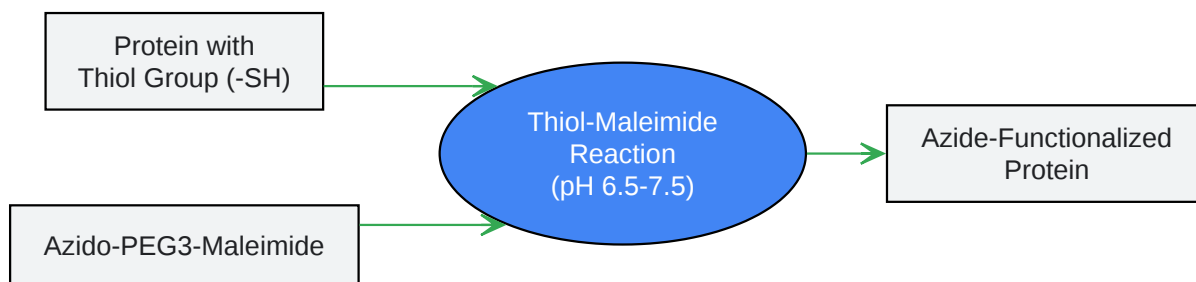 Protein with
Thiol Group (-SH)
Azido-PEG3-Maleimide
Thiol-Maleimide
Reaction
(pH 6.5-7.5)
Azide-Functionalized
Protein